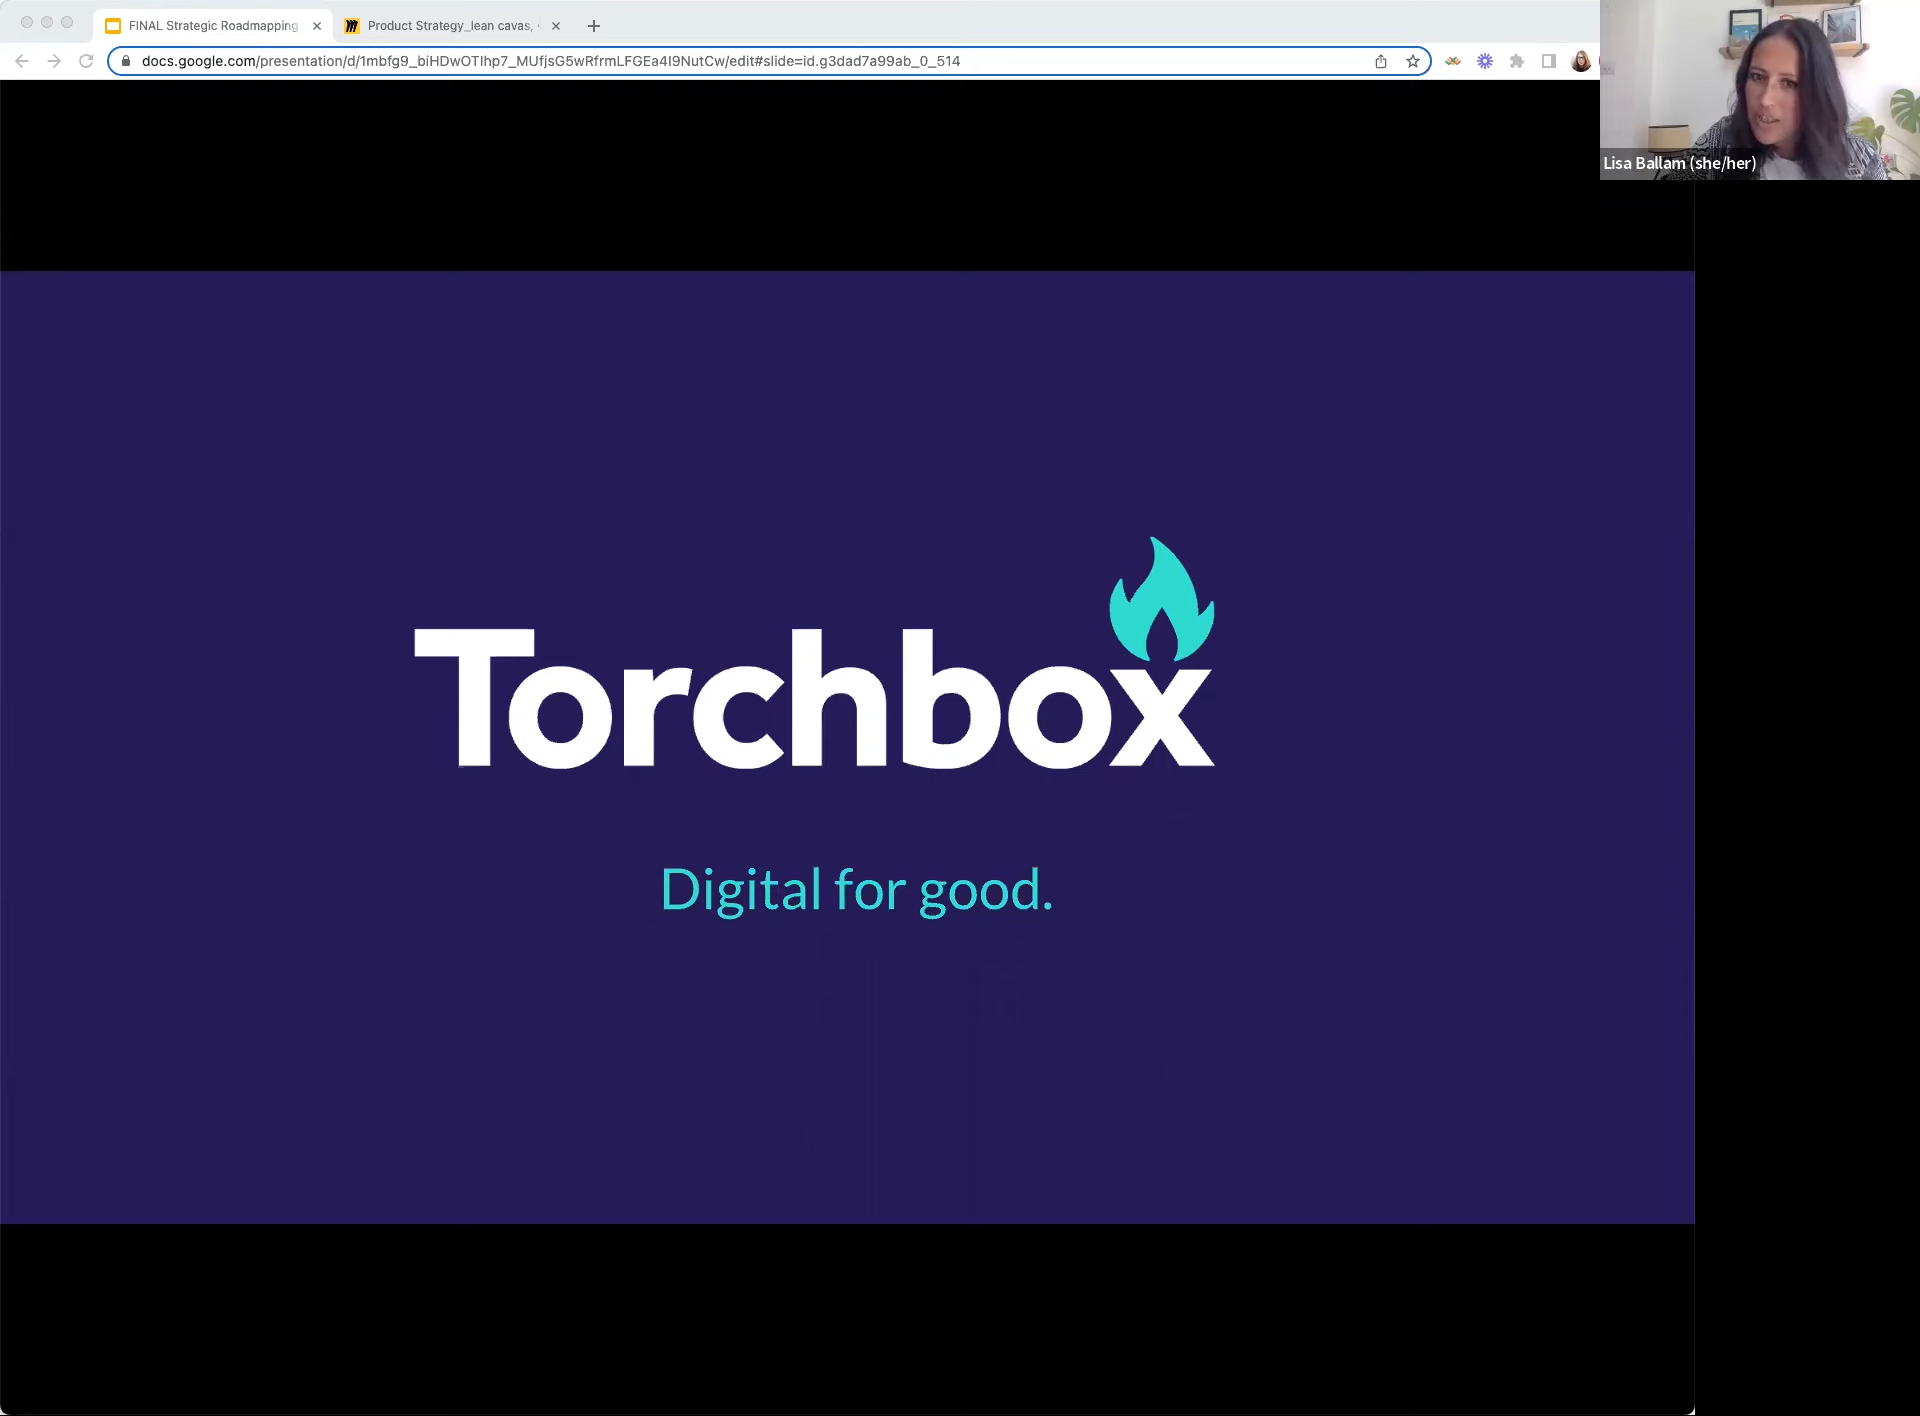 FINAL Strategic Roadmapping
Product Strategy_lean cavas,
docs.google.com/presentation/d/1mbfg9_biHDwOTIhp7_MUfjsG5wRfrmLFGEa4I9NutCw/edit#slide=id.g3dad7a99ab_0_514
Lisa Ballam (she/her)
Torchbox
Digital for good.